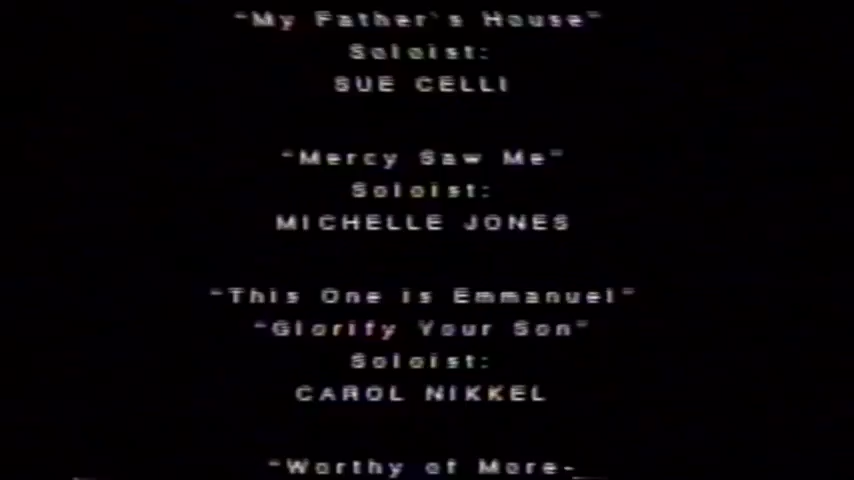 "My Father's House"
Soloist:
SUE CELLI
"Mercy Saw Me"
Soloist:
MICHELLE JONES
"This One is Emmanuel"
"Glorify Your Son"
Soloist:
CAROL NIKKEL
"Worthy of More-